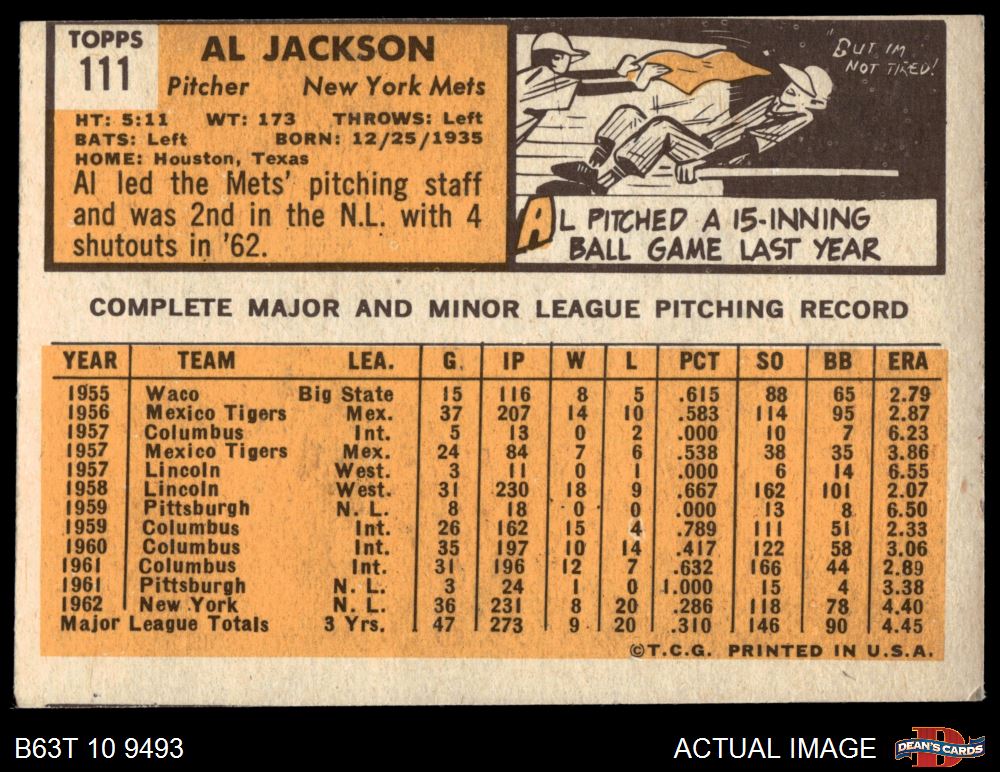 TOPPS
111
AL JACKSON
Pitcher New York Mets
HT: 5:11 WT: 173 THROWS: Left
BATS: Left BORN: 12/25/1935
HOME: Houston, Texas
Al led the Mets' pitching staff
and was 2nd in the N.L. with 4
shutouts in '62.
"BUT IM
NOT TIRED!
AL PITCHED A 15-INNING
BALL GAME LAST YEAR
COMPLETE MAJOR AND MINOR LEAGUE PITCHING RECORD
YEAR TEAM LEA. G. IP W L PCT SO BB ERA
1955 Waco Big State 15 116 8 5 .615 88 65 2.79
1956 Mexico Tigers Mex. 37 207 14 10 .583 114 95 2.87
1957 Columbus Int. 5 13 0 2 .000 10 7 6.23
1957 Mexico Tigers Mex. 24 84 7 6 .538 38 35 3.86
1957 Lincoln West. 3 11 0 1 .000 6 14 6.55
1958 Lincoln West. 31 230 18 9 .667 162 101 2.07
1959 Pittsburgh N. L. 8 18 0 0 .000 13 8 6.50
1959 Columbus Int. 26 162 15 4 .789 111 51 2.33
1960 Columbus Int. 35 197 10 14 .417 122 58 3.06
1961 Columbus Int. 31 196 12 7 .632 166 44 2.89
1961 Pittsburgh N. L. 3 24 1 0 1.000 15 4 3.38
1962 New York N. L. 36 231 8 20 .286 118 78 4.40
Major League Totals 3 Yrs. 47 273 9 20 .310 146 90 4.45
©T.C.G. PRINTED IN U.S.A.
B63T 10 9493 ACTUAL IMAGE DEAN'S CARDS